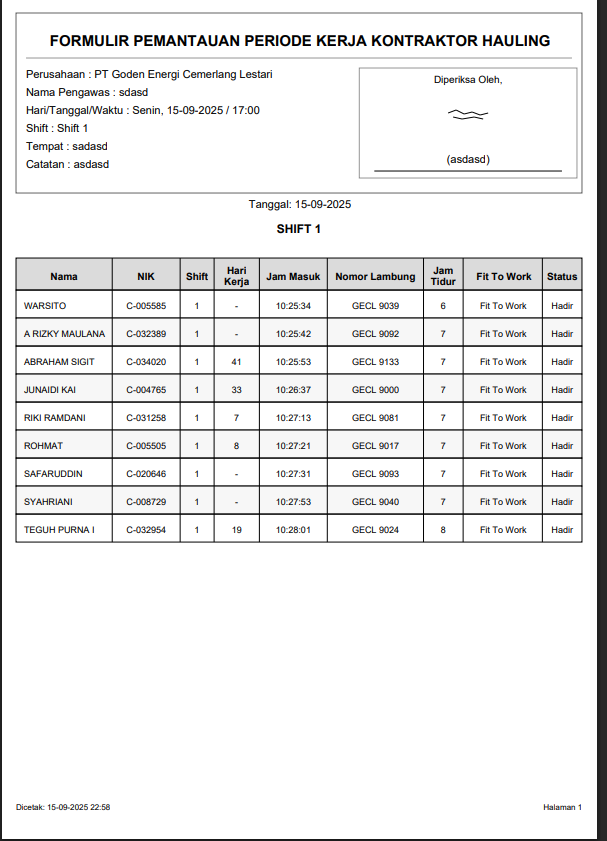 FORMULIR PEMANTAUAN PERIODE KERJA KONTRAKTOR HAULING
Perusahaan : PT Goden Energi Cemerlang Lestari
Nama Pengawas : sdasd
Hari/Tanggal/Waktu : Senin, 15-09-2025 / 17:00
Shift : Shift 1
Tempat : sadasd
Catatan : asdasd
Diperiksa Oleh,
(asdasd)
Tanggal: 15-09-2025
SHIFT 1
Nama NIK Shift Hari Kerja Jam Masuk Nomor Lambung Jam Tidur Fit To Work Status
WARSITO C-005585 1 - 10:25:34 GECL 9039 6 Fit To Work Hadir
A RIZKY MAULANA C-032389 1 - 10:25:42 GECL 9092 7 Fit To Work Hadir
ABRAHAM SIGIT C-034020 1 41 10:25:53 GECL 9133 7 Fit To Work Hadir
JUNAIDI KAI C-004765 1 33 10:26:37 GECL 9000 7 Fit To Work Hadir
RIKI RAMDANI C-031258 1 7 10:27:13 GECL 9081 7 Fit To Work Hadir
ROHMAT C-005505 1 8 10:27:21 GECL 9017 7 Fit To Work Hadir
SAFARUDDIN C-020646 1 - 10:27:31 GECL 9093 7 Fit To Work Hadir
SYAHRIANI C-008729 1 - 10:27:53 GECL 9040 7 Fit To Work Hadir
TEGUH PURNA I C-032954 1 19 10:28:01 GECL 9024 8 Fit To Work Hadir
Dicetak: 15-09-2025 22:58
Halaman 1